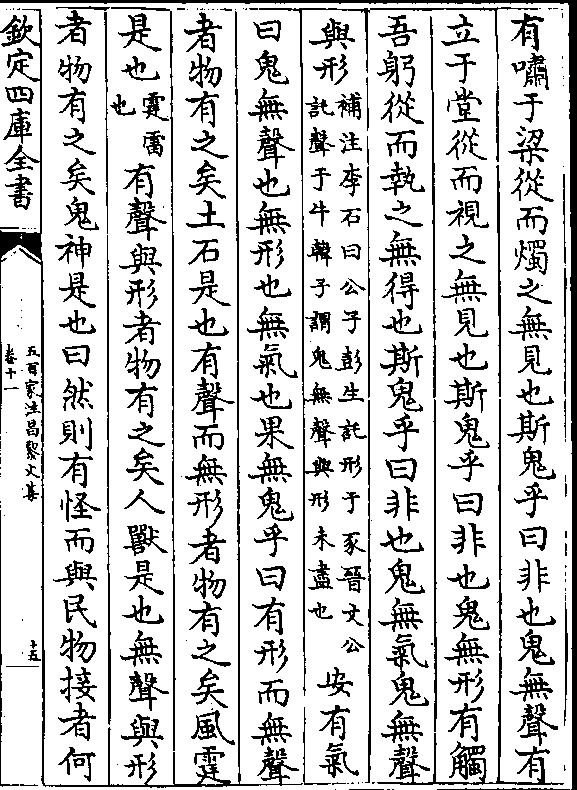 有嘯于梁從而燭之無見也斯鬼乎曰非也鬼無聲有
立于堂從而視之無見也斯鬼乎曰非也鬼無形有觸
吾躬從而執之無得也斯鬼乎曰非也鬼無氣鬼無聲
與形補注李石曰公子彭生託形于豕晉文公託聲于牛韓子謂鬼無聲與形未盡也安有氣
曰鬼無聲也無形也無氣也果無鬼乎曰有形而無聲
者物有之矣土石是也有聲而無形者物有之矣風霆
是也霆雷也有聲與形者物有之矣人獸是也無聲與形
者物有之矣鬼神是也曰然則有怪而與民物接者何
欽定四庫全書
五百家注昌黎文集
卷十一
十五